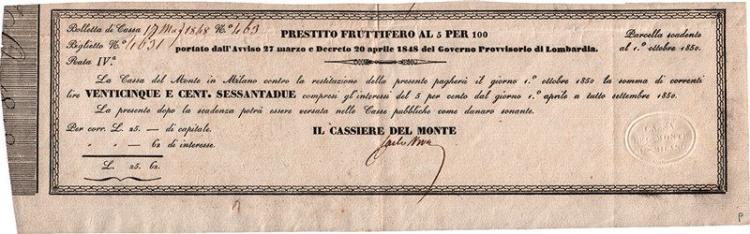 Bolletta di Cassa 17 Mag 1848 N.º 463
Biglietto N.º 4631
Rata IV.ª
PRESTITO FRUTTIFERO AL 5 PER 100
portato dall'Avviso 27 marzo e Decreto 20 aprile 1848 del Governo Provvisorio di Lombardia.
Parcella scadente
al 1.º ottobre 1850.
La Cassa del Monte in Milano contro la restituzione della presente pagherà il giorno 1.º ottobre 1850 la somma di correnti
lire VENTICINQUE E CENT. SESSANTADUE compresi gl'interessi del 5 per cento dal giorno 1.º aprile a tutto settembre 1850.
La presente dopo la scadenza potrà essere versata nelle Casse pubbliche come danaro sonante.
Per corr. L. 25. — di capitale.
— 62 di interesse.
L. 25. 62.
IL CASSIERE DEL MONTE
CASSA
DEL MONTE
P